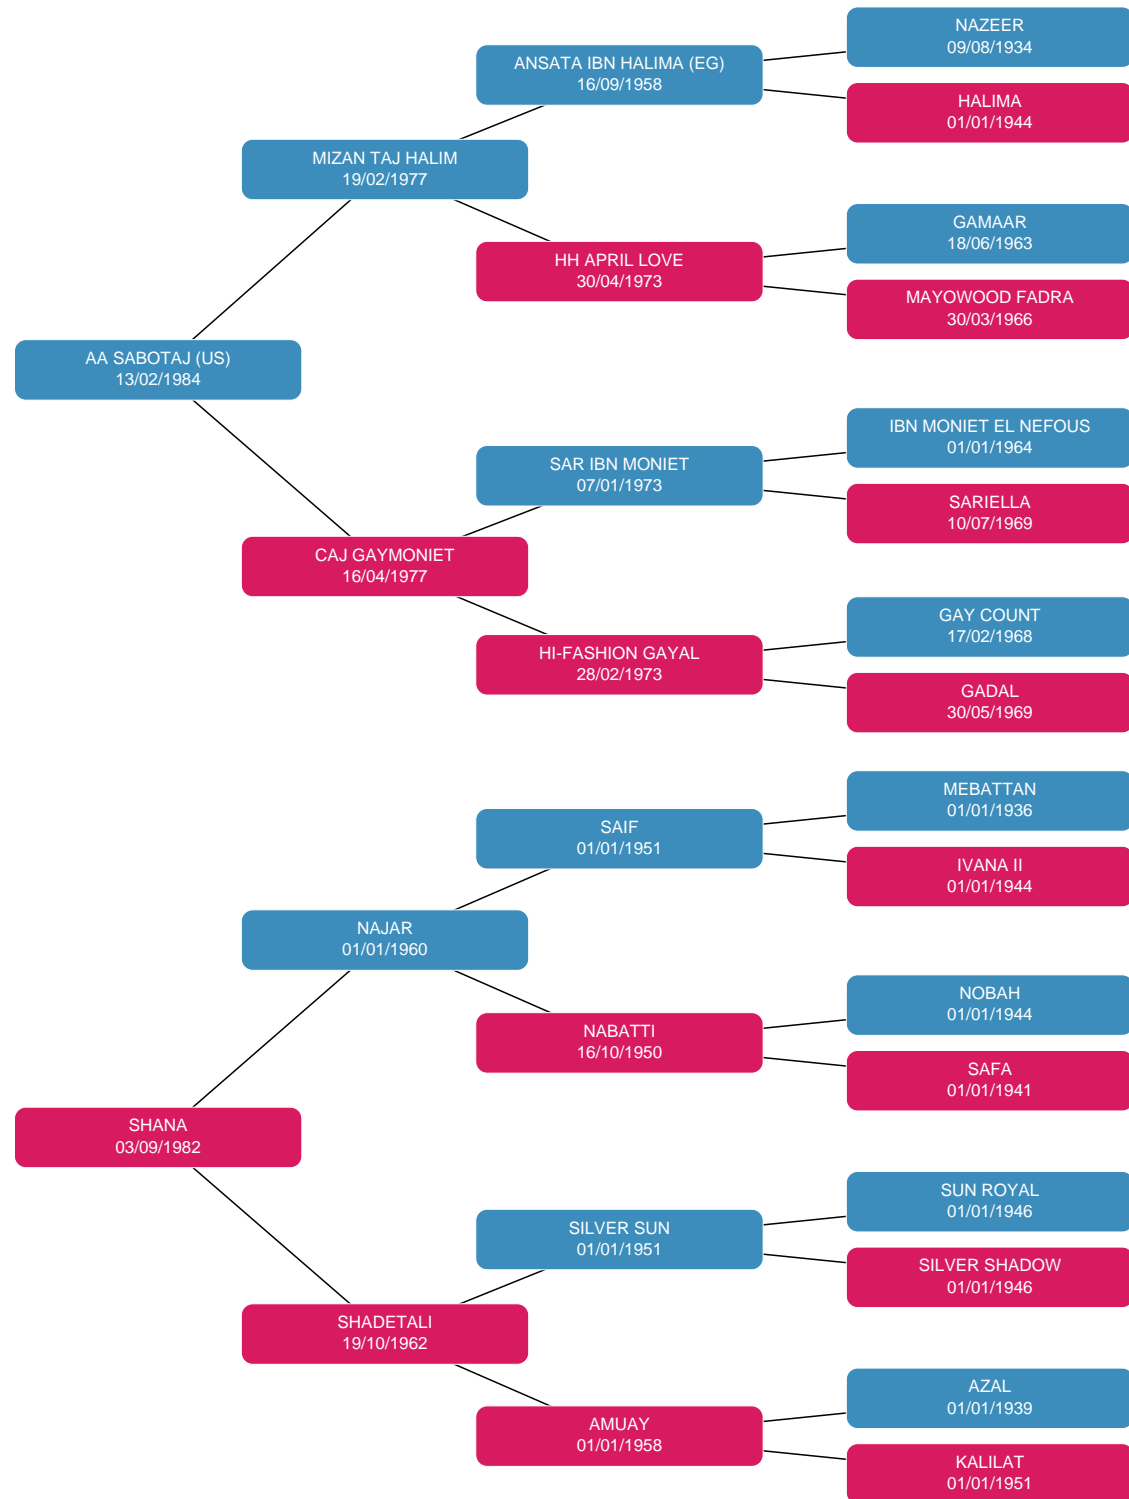 NAZEER
09/08/1934
ANSATA IBN HALIMA (EG)
16/09/1958
HALIMA
01/01/1944
MIZAN TAJ HALIM
19/02/1977
GAMAAR
18/06/1963
HH APRIL LOVE
30/04/1973
MAYOWOOD FADRA
30/03/1966
AA SABOTAJ (US)
13/02/1984
IBN MONIET EL NEFOUS
01/01/1964
SAR IBN MONIET
07/01/1973
SARIELLA
10/07/1969
CAJ GAYMONIET
16/04/1977
GAY COUNT
17/02/1968
HI-FASHION GAYAL
28/02/1973
GADAL
30/05/1969
MEBATTAN
01/01/1936
SAIF
01/01/1951
IVANA II
01/01/1944
NAJAR
01/01/1960
NOBAH
01/01/1944
NABATTI
16/10/1950
SAFA
01/01/1941
SHANA
03/09/1982
SUN ROYAL
01/01/1946
SILVER SUN
01/01/1951
SILVER SHADOW
01/01/1946
SHADETALI
19/10/1962
AZAL
01/01/1939
AMUAY
01/01/1958
KALILAT
01/01/1951